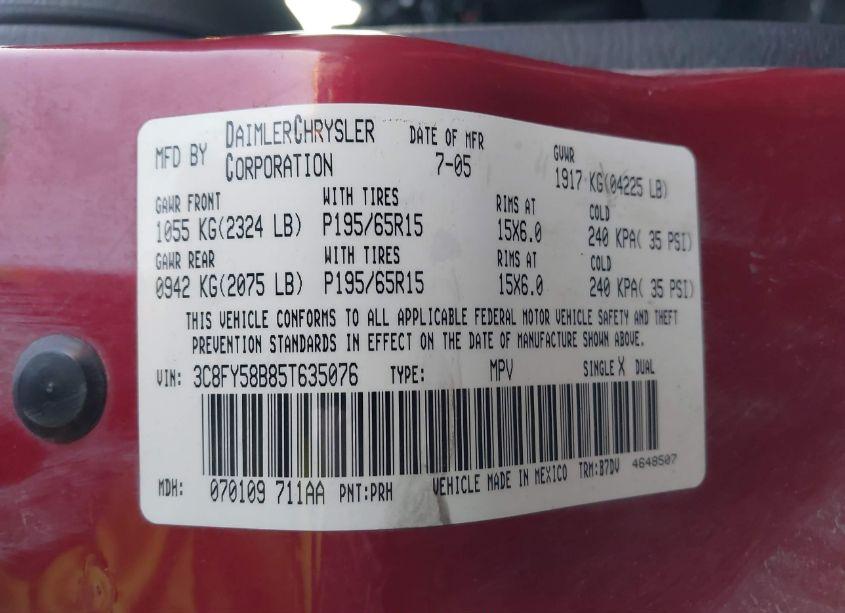 MFD BY DAIMLERCHRYSLER CORPORATION DATE OF MFR 7-05 GVWR 1917 KG(04225 LB)
GAWR FRONT WITH TIRES RIMS AT COLD
1055 KG(2324 LB) P195/65R15 15X6.0 240 KPA( 35 PSI)
GAWR REAR WITH TIRES RIMS AT COLD
0942 KG(2075 LB) P195/65R15 15X6.0 240 KPA( 35 PSI)
THIS VEHICLE CONFORMS TO ALL APPLICABLE FEDERAL MOTOR VEHICLE SAFETY AND THEFT
PREVENTION STANDARDS IN EFFECT ON THE DATE OF MANUFACTURE SHOWN ABOVE.
VIN: 3C8FY58B85T635076 TYPE: MPV SINGLE X DUAL
MDH: 070109 711AA PNT:PRH VEHICLE MADE IN MEXICO TRM:B7DV 4648507